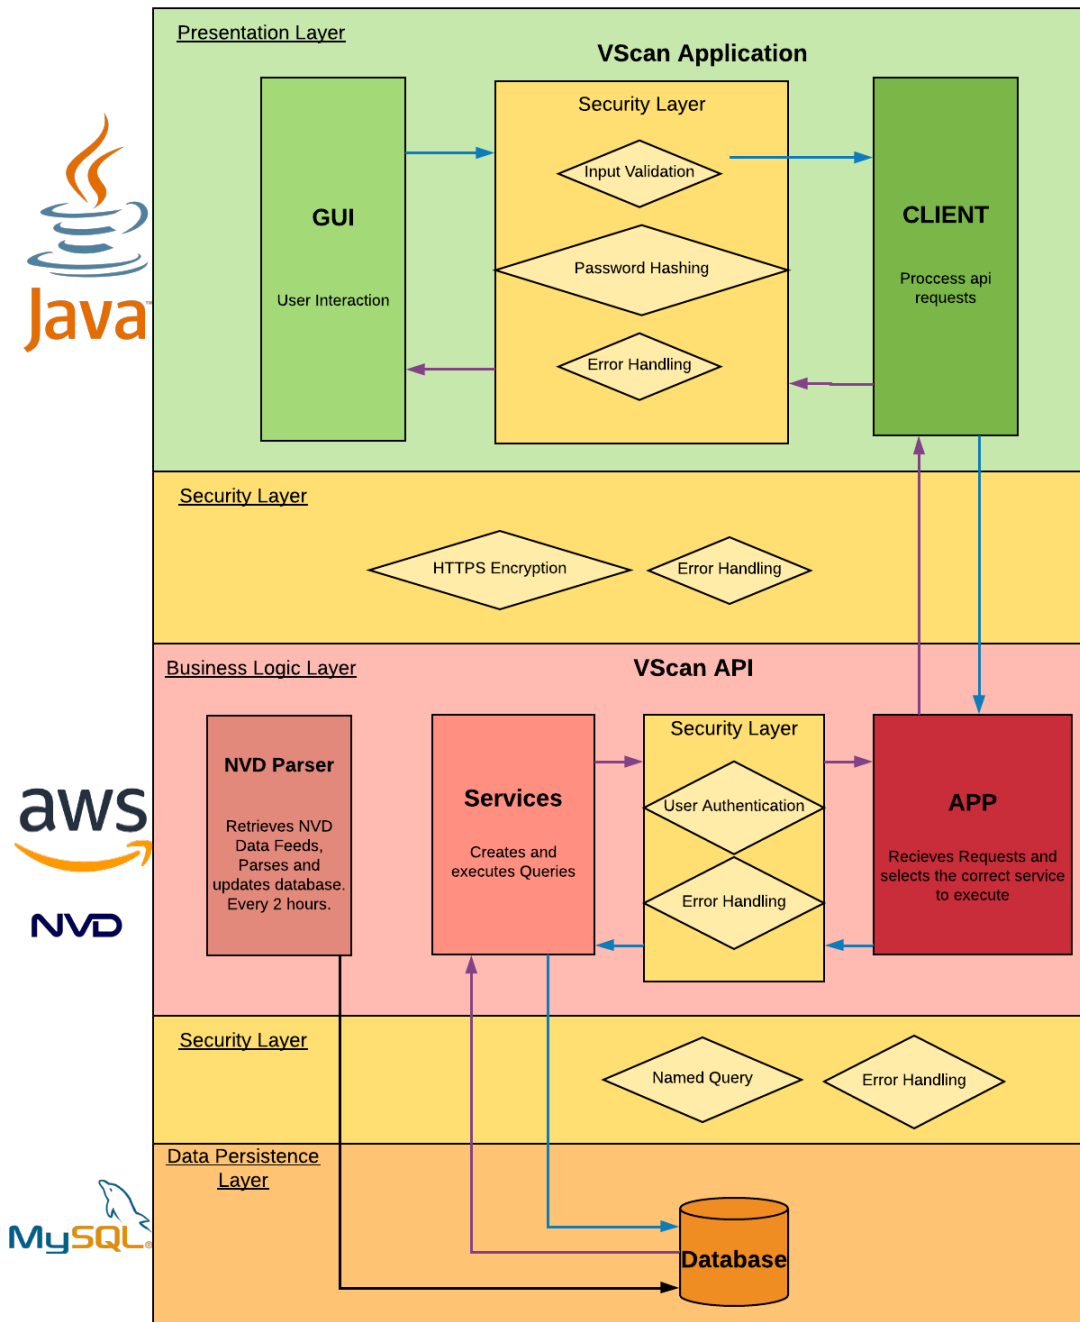 Presentation Layer
VScan Application
Security Layer
GUI
User Interaction
Input Validation
Password Hashing
Error Handling
CLIENT
Proccess api
requests
Java™
Security Layer
HTTPS Encryption
Error Handling
Business Logic Layer
VScan API
NVD Parser
Retrieves NVD
Data Feeds,
Parses and
updates database.
Every 2 hours.
Services
Creates and
executes Queries
Security Layer
User Authentication
Error Handling
APP
Recieves Requests and
selects the correct service
to execute
aws
NVD
Security Layer
Named Query
Error Handling
Data Persistence
Layer
Database
MySQL®